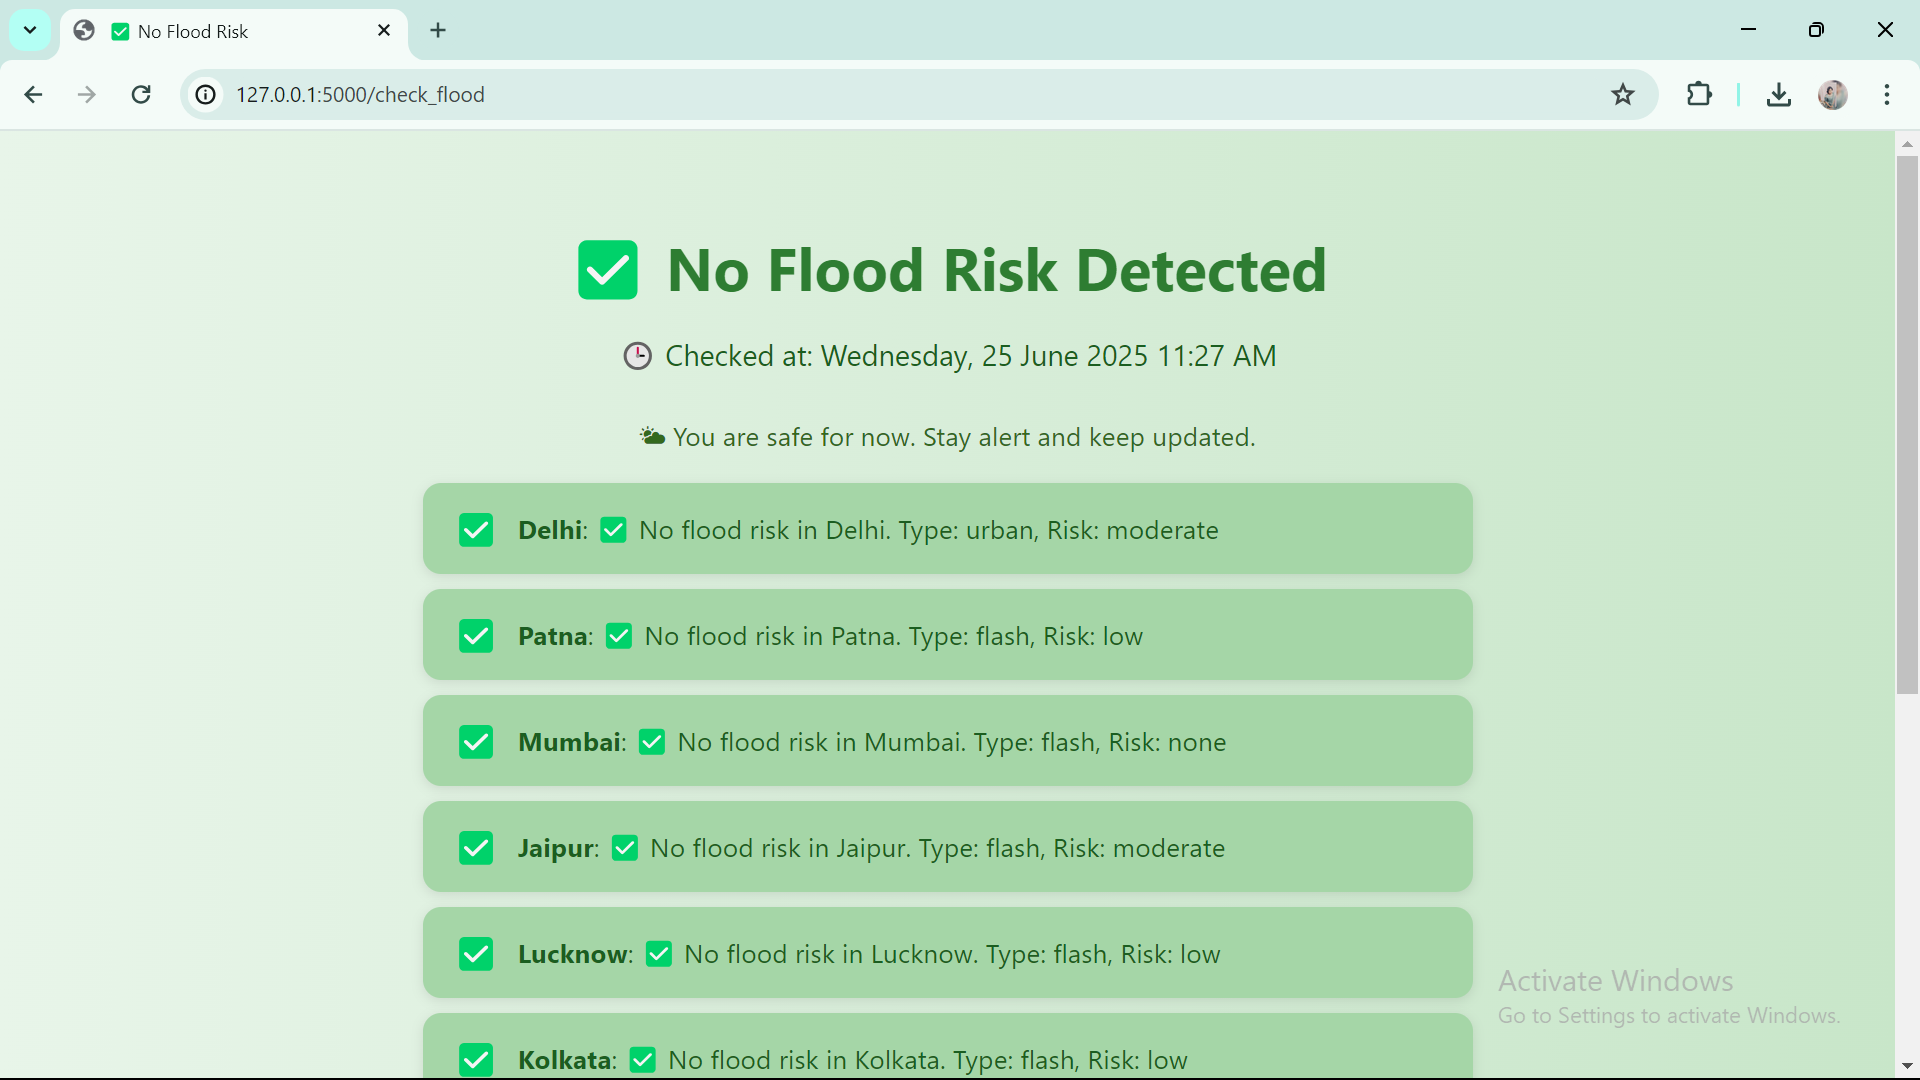 No Flood Risk
127.0.0.1:5000/check_flood
No Flood Risk Detected
Checked at: Wednesday, 25 June 2025 11:27 AM
You are safe for now. Stay alert and keep updated.
Delhi: ✅ No flood risk in Delhi. Type: urban, Risk: moderate
Patna: ✅ No flood risk in Patna. Type: flash, Risk: low
Mumbai: ✅ No flood risk in Mumbai. Type: flash, Risk: none
Jaipur: ✅ No flood risk in Jaipur. Type: flash, Risk: moderate
Lucknow: ✅ No flood risk in Lucknow. Type: flash, Risk: low
Kolkata: ✅ No flood risk in Kolkata. Type: flash, Risk: low
Activate Windows
Go to Settings to activate Windows.